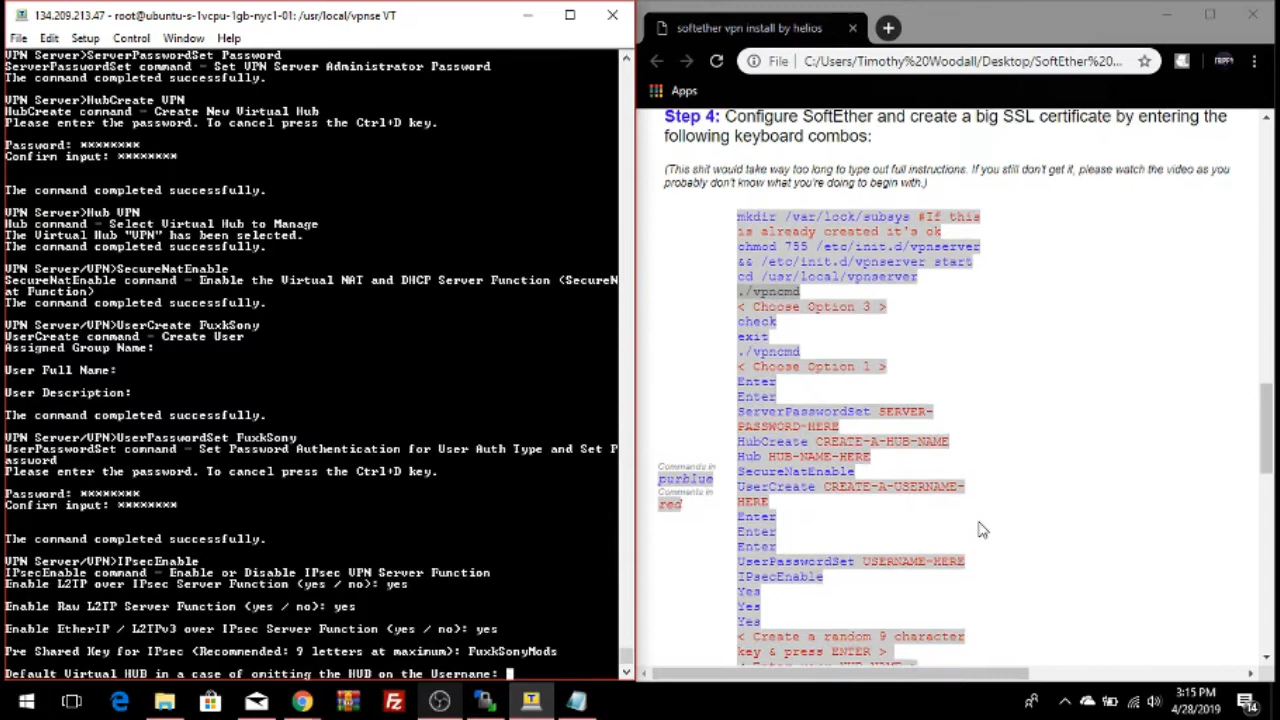 134.209.213.47 - root@ubuntu-s-1vcpu-1gb-nyc1-01: /usr/local/vpnse VT
File Edit Setup Control Window Help
VPN Server>ServerPasswordSet Password
ServerPasswordSet command - Set VPN Server Administrator Password
The command completed successfully.
VPN Server>HubCreate VPN
HubCreate command - Create New Virtual Hub
Please enter the password. To cancel press the Ctrl+D key.
Password: ********
Confirm input: ********
The command completed successfully.
VPN Server>Hub VPN
Hub command - Select Virtual Hub to Manage
The Virtual Hub "VPN" has been selected.
The command completed successfully.
VPN Server/VPN>SecureNatEnable
SecureNatEnable command - Enable the Virtual NAT and DHCP Server Function (SecureN
at Function)
The command completed successfully.
VPN Server/VPN>UserCreate FuxkSony
UserCreate command - Create User
Assigned Group Name:
User Full Name:
User Description:
The command completed successfully.
VPN Server/VPN>UserPasswordSet FuxkSony
UserPasswordSet command - Set Password Authentication for User Auth Type and Set P
assword
Please enter the password. To cancel press the Ctrl+D key.
Password: ********
Confirm input: ********
The command completed successfully.
VPN Server/VPN>IPsecEnable
IPsecEnable command - Enable or Disable IPsec VPN Server Function
Enable L2TP over IPsec Server Function (yes / no): yes
Enable Raw L2TP Server Function (yes / no): yes
Enable EtherIP / L2TPv3 over IPsec Server Function (yes / no): yes
Pre Shared Key for IPsec (Recommended: 9 letters at maximum): FuxkSonyMods
Default Virtual HUB in a case of omitting the HUB on the Username:
softether vpn install by helios
File C:/Users/Timothy%20Woodall/Desktop/SoftEther%20...
Apps
Step 4: Configure SoftEther and create a big SSL certificate by entering the
following keyboard combos:
(This shit would take way too long to type out full instructions. If you still don't get it, please watch the video as you
probably don't know what you're doing to begin with.)
mkdir /var/lock/subsys #If this
is already created it's ok
chmod 755 /etc/init.d/vpnserver
&& /etc/init.d/vpnserver start
cd /usr/local/vpnserver
./vpncmd
< Choose Option 3 >
check
exit
./vpncmd
< Choose Option 1 >
Enter
Enter
ServerPasswordSet SERVER-
PASSWORD-HERE
HubCreate CREATE-A-HUB-NAME
Hub HUB-NAME-HERE
SecureNatEnable
UserCreate CREATE-A-USERNAME-
HERE
Enter
Enter
Enter
UserPasswordSet USERNAME-HERE
IPsecEnable
Yes
Yes
Yes
< Create a random 9 character
key & press ENTER >
Commands in
purblue
Comments in
red
3:15 PM
4/28/2019
14